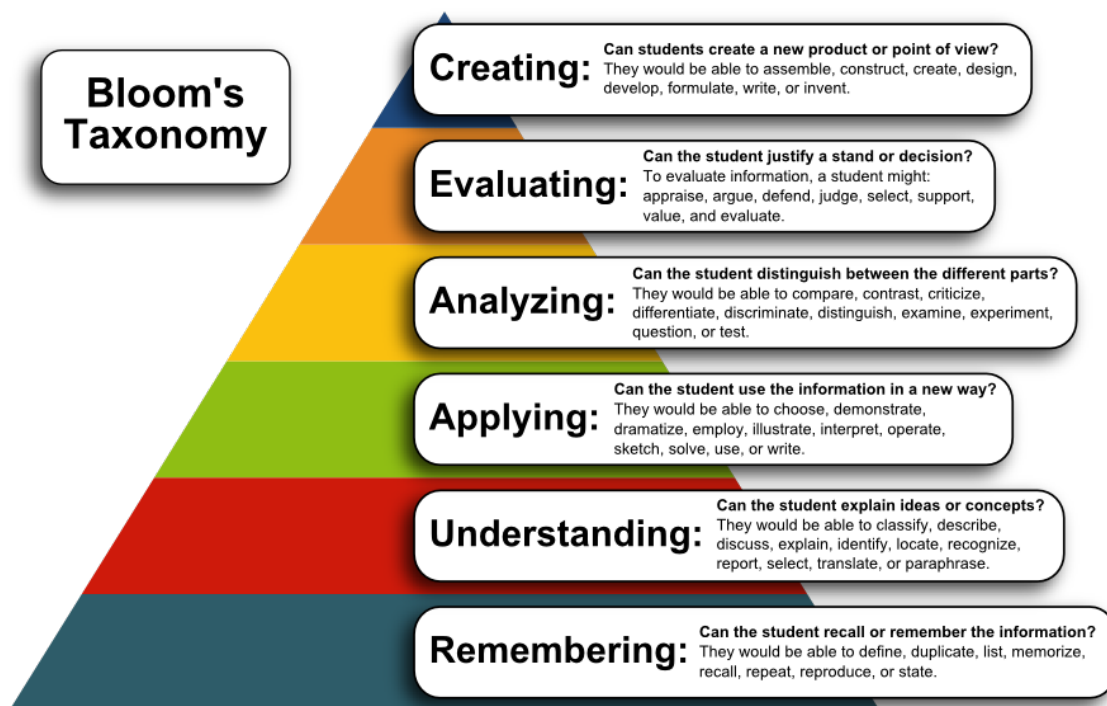 Bloom's
Taxonomy
Creating:
Can students create a new product or point of view?
They would be able to assemble, construct, create, design,
develop, formulate, write, or invent.
Evaluating:
Can the student justify a stand or decision?
To evaluate information, a student might:
appraise, argue, defend, judge, select, support,
value, and evaluate.
Analyzing:
Can the student distinguish between the different parts?
They would be able to compare, contrast, criticize,
differentiate, discriminate, distinguish, examine, experiment,
question, or test.
Applying:
Can the student use the information in a new way?
They would be able to choose, demonstrate,
dramatize, employ, illustrate, interpret, operate,
sketch, solve, use, or write.
Understanding:
Can the student explain ideas or concepts?
They would be able to classify, describe,
discuss, explain, identify, locate, recognize,
report, select, translate, or paraphrase.
Remembering:
Can the student recall or remember the information?
They would be able to define, duplicate, list, memorize,
recall, repeat, reproduce, or state.